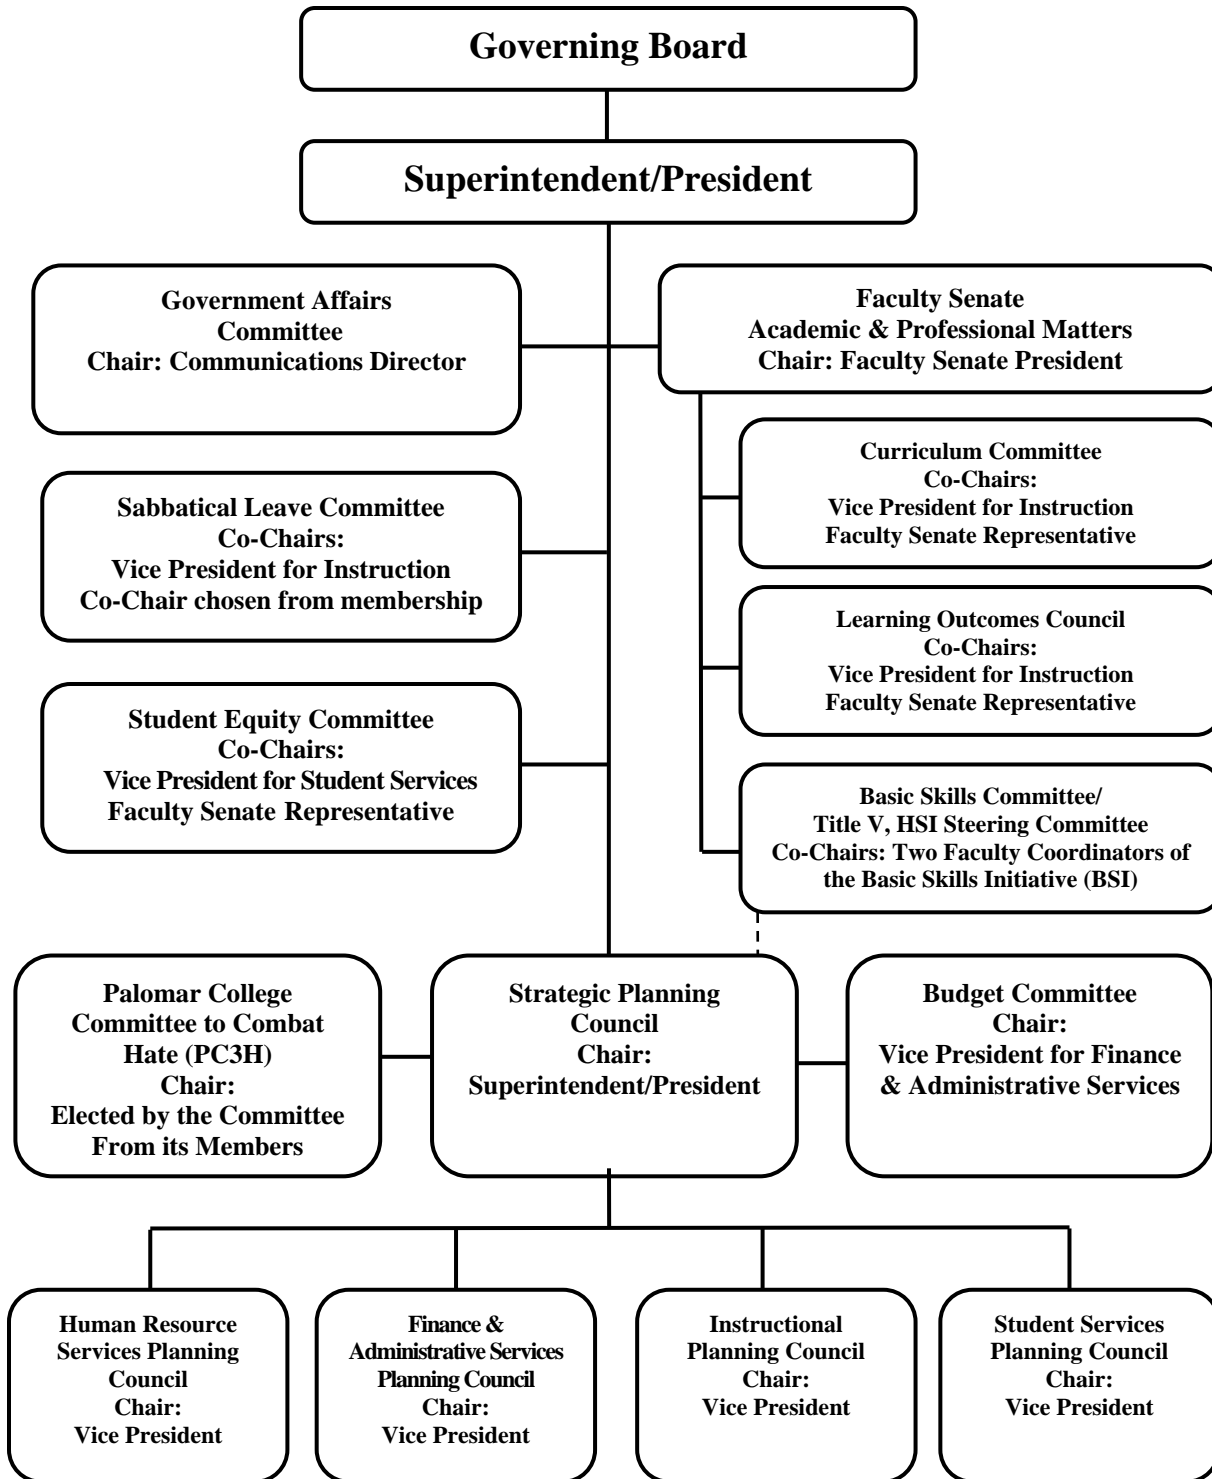 Governing Board
Superintendent/President
Government Affairs
Committee
Chair: Communications Director
Faculty Senate
Academic & Professional Matters
Chair: Faculty Senate President
Curriculum Committee
Co-Chairs:
Vice President for Instruction
Faculty Senate Representative
Sabbatical Leave Committee
Co-Chairs:
Vice President for Instruction
Co-Chair chosen from membership
Learning Outcomes Council
Co-Chairs:
Vice President for Instruction
Faculty Senate Representative
Student Equity Committee
Co-Chairs:
Vice President for Student Services
Faculty Senate Representative
Basic Skills Committee/
Title V, HSI Steering Committee
Co-Chairs: Two Faculty Coordinators of
the Basic Skills Initiative (BSI)
Palomar College
Committee to Combat
Hate (PC3H)
Chair:
Elected by the Committee
From its Members
Strategic Planning
Council
Chair:
Superintendent/President
Budget Committee
Chair:
Vice President for Finance
& Administrative Services
Human Resource
Services Planning
Council
Chair:
Vice President
Finance &
Administrative Services
Planning Council
Chair:
Vice President
Instructional
Planning Council
Chair:
Vice President
Student Services
Planning Council
Chair:
Vice President